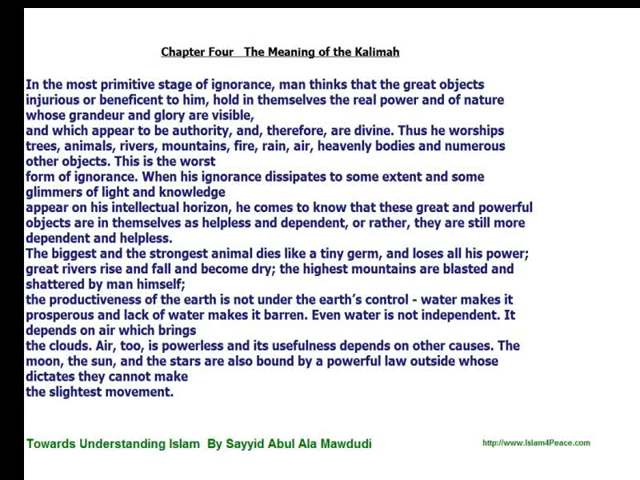 Chapter Four   The Meaning of the Kalimah
In the most primitive stage of ignorance, man thinks that the great objects
injurious or beneficent to him, hold in themselves the real power and of nature
whose grandeur and glory are visible,
and which appear to be authority, and, therefore, are divine. Thus he worships
trees, animals, rivers, mountains, fire, rain, air, heavenly bodies and numerous
other objects. This is the worst
form of ignorance. When his ignorance dissipates to some extent and some
glimmers of light and knowledge
appear on his intellectual horizon, he comes to know that these great and powerful
objects are in themselves as helpless and dependent, or rather, they are still more
dependent and helpless.
The biggest and the strongest animal dies like a tiny germ, and loses all his power;
great rivers rise and fall and become dry; the highest mountains are blasted and
shattered by man himself;
the productiveness of the earth is not under the earth's control - water makes it
prosperous and lack of water makes it barren. Even water is not independent. It
depends on air which brings
the clouds. Air, too, is powerless and its usefulness depends on other causes. The
moon, the sun, and the stars are also bound by a powerful law outside whose
dictates they cannot make
the slightest movement.
Towards Understanding Islam  By Sayyid Abul Ala Mawdudi
http://www.Islam4Peace.com